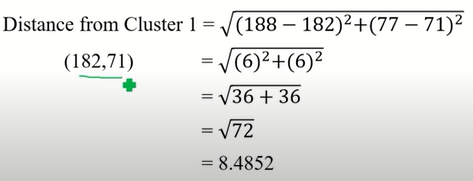 Distance from Cluster 1 = √(188 − 182)²+(77 − 71)²
(182,71) = √(6)²+(6)²
= √36 + 36
= √72
= 8.4852